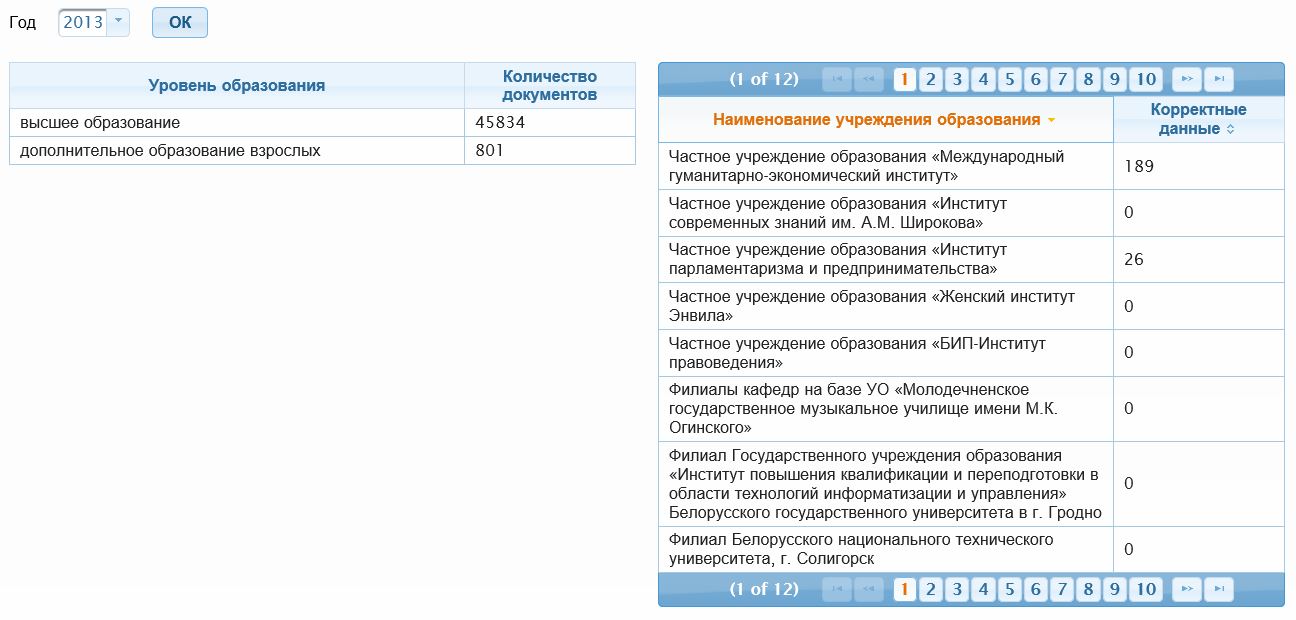 Год 2013 ОК
Уровень образования
Количество
документов
высшее образование 45834
дополнительное образование взрослых 801
(1 of 12) 1 2 3 4 5 6 7 8 9 10
Наименование учреждения образования
Корректные
данные
Частное учреждение образования «Международный
гуманитарно-экономический институт»
189
Частное учреждение образования «Институт
современных знаний им. А.М. Широкова»
0
Частное учреждение образования «Институт
парламентаризма и предпринимательства»
26
Частное учреждение образования «Женский институт
Энвила»
0
Частное учреждение образования «БИП-Институт
правоведения»
0
Филиалы кафедр на базе УО «Молодечненское
государственное музыкальное училище имени М.К.
Огинского»
0
Филиал Государственного учреждения образования
«Институт повышения квалификации и переподготовки в
области технологий информатизации и управления»
Белорусского государственного университета в г. Гродно
0
Филиал Белорусского национального технического
университета, г. Солигорск
0
(1 of 12) 1 2 3 4 5 6 7 8 9 10